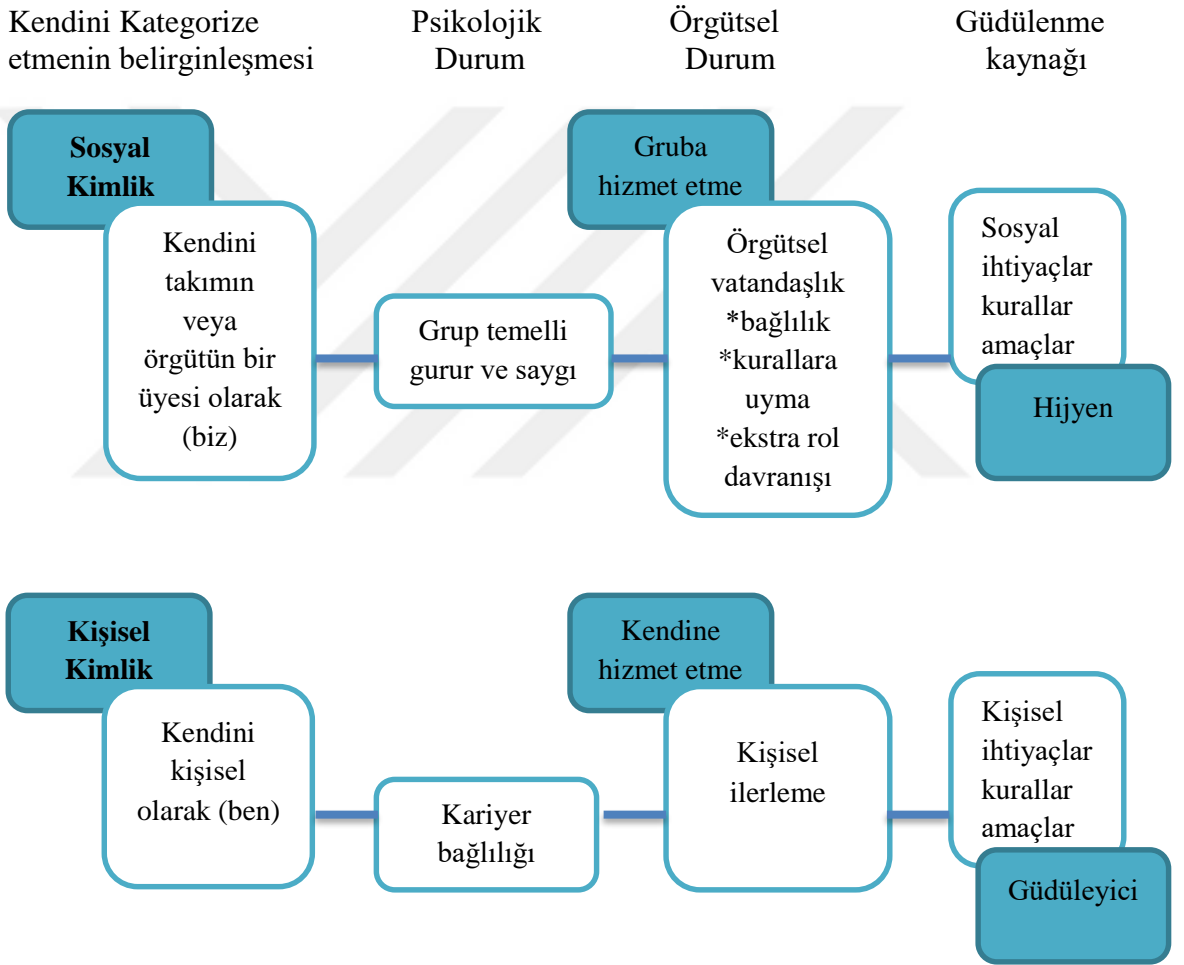 Kendini Kategorize
etmenin belirginleşmesi
Psikolojik
Durum
Örgütsel
Durum
Güdülenme
kaynağı
Sosyal
Kimlik
Kendini
takımın
veya
örgütün bir
üyesi olarak
(biz)
Grup temelli
gurur ve saygı
Gruba
hizmet etme
Örgütsel
vatandaşlık
*bağlılık
*kurallara
uyma
*ekstra rol
davranışı
Sosyal
ihtiyaçlar
kurallar
amaçlar
Hijyen
Kişisel
Kimlik
Kendini
kişisel
olarak (ben)
Kariyer
bağlılığı
Kendine
hizmet etme
Kişisel
ilerleme
Kişisel
ihtiyaçlar
kurallar
amaçlar
Güdüleyici